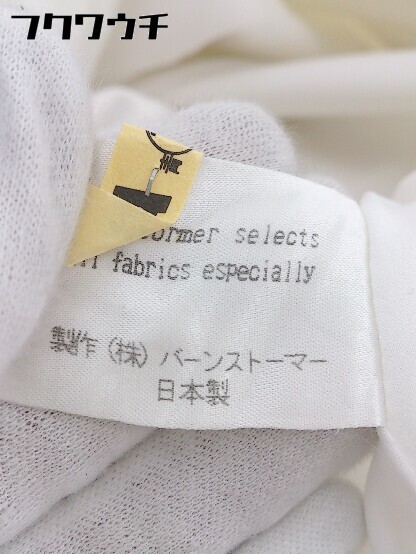 フクワウチ
selects
fabrics especially
製作 (株) バーンストーマー
日本製